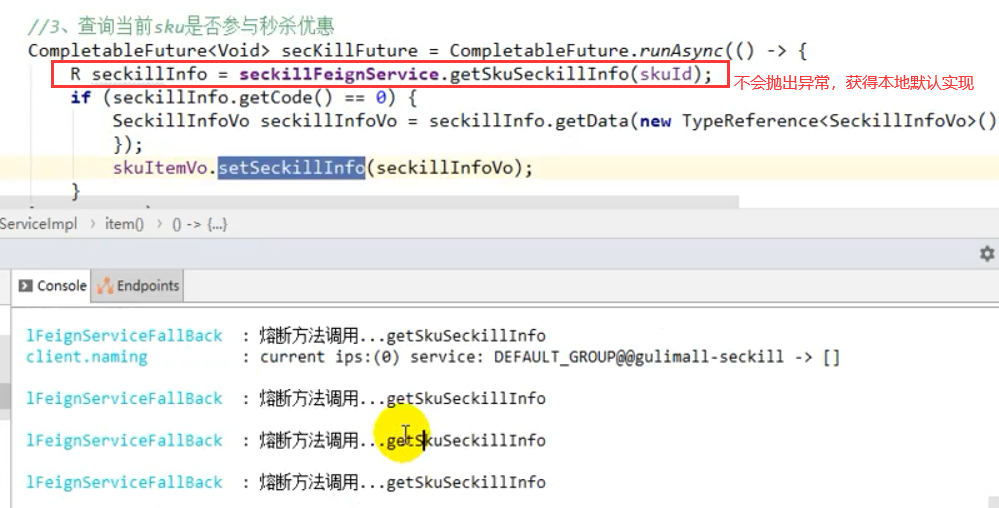 //3、查询当前sku是否参与秒杀优惠
CompletableFuture<Void> secKillFuture = CompletableFuture.runAsync(() -> {
R seckillInfo = seckillFeignService.getSkuSeckillInfo(skuId);
不会抛出异常，获得本地默认实现
if (seckillInfo.getCode() == 0) {
SeckillInfoVo seckillInfoVo = seckillInfo.getData(new TypeReference<SeckillInfoVo>()
});
skuItemVo.setSeckillInfo(seckillInfoVo);
}
ServiceImpl > item() > () -> {...}
Console Endpoints
lFeignServiceFallBack : 熔断方法调用...getSkuSeckillInfo
client.naming : current ips:(0) service: DEFAULT_GROUP@@gulimall-seckill -> []
lFeignServiceFallBack : 熔断方法调用...getSkuSeckillInfo
lFeignServiceFallBack : 熔断方法调用...getSkuSeckillInfo
lFeignServiceFallBack : 熔断方法调用...getSkuSeckillInfo